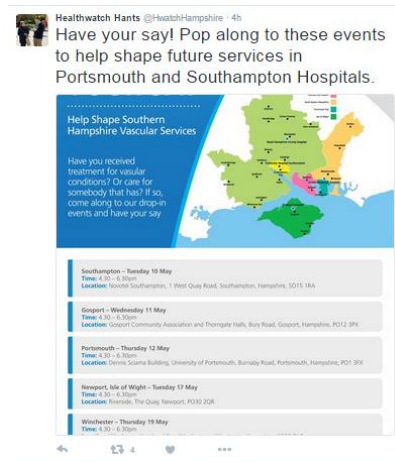 Healthwatch Hants @HwatchHampshire · 4h
Have your say! Pop along to these events
to help shape future services in
Portsmouth and Southampton Hospitals.
Help Shape Southern
Hampshire Vascular Services
Have you received
treatment for vasular
conditions? Or care for
somebody that has? If so,
come along to our drop-in
events and have your say
Southampton – Tuesday 10 May
Time: 4.30 – 6.30pm
Location: Novotel Southampton, 1 West Quay Road, Southampton, Hampshire, SO15 1RA
Gosport – Wednesday 11 May
Time: 4.30 – 6.30pm
Location: Gosport Community Association and Thorngate Halls, Bury Road, Gosport, Hampshire, PO12 3PX
Portsmouth – Thursday 12 May
Time: 4.30 – 6.30pm
Location: Dennis Sciama Building, University of Portsmouth, Burnaby Road, Portsmouth, Hampshire, PO1 3FX
Newport, Isle of Wight – Tuesday 17 May
Time: 4.30 – 6.30pm
Location: Riverside, The Quay, Newport, PO30 2QR
Winchester – Thursday 19 May
Time: 4.30 – 6.30pm
4